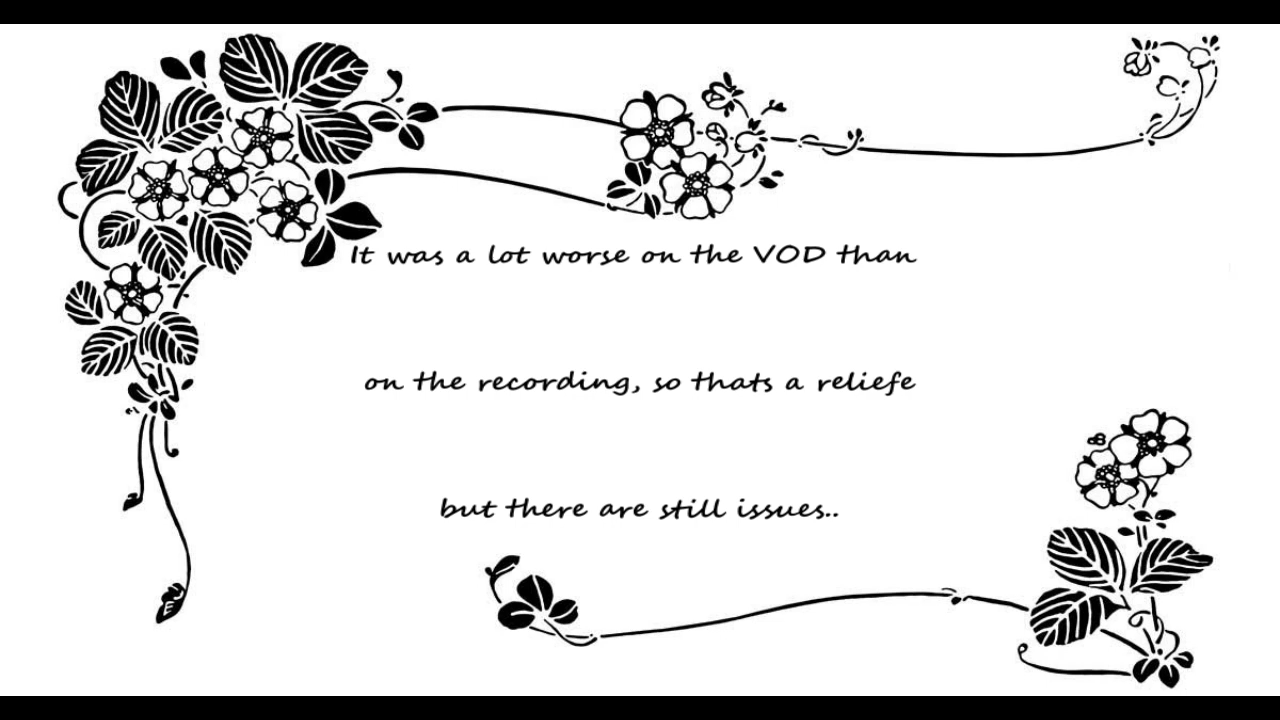 It was a lot worse on the VOD than
on the recording, so thats a reliefe
but there are still issues..